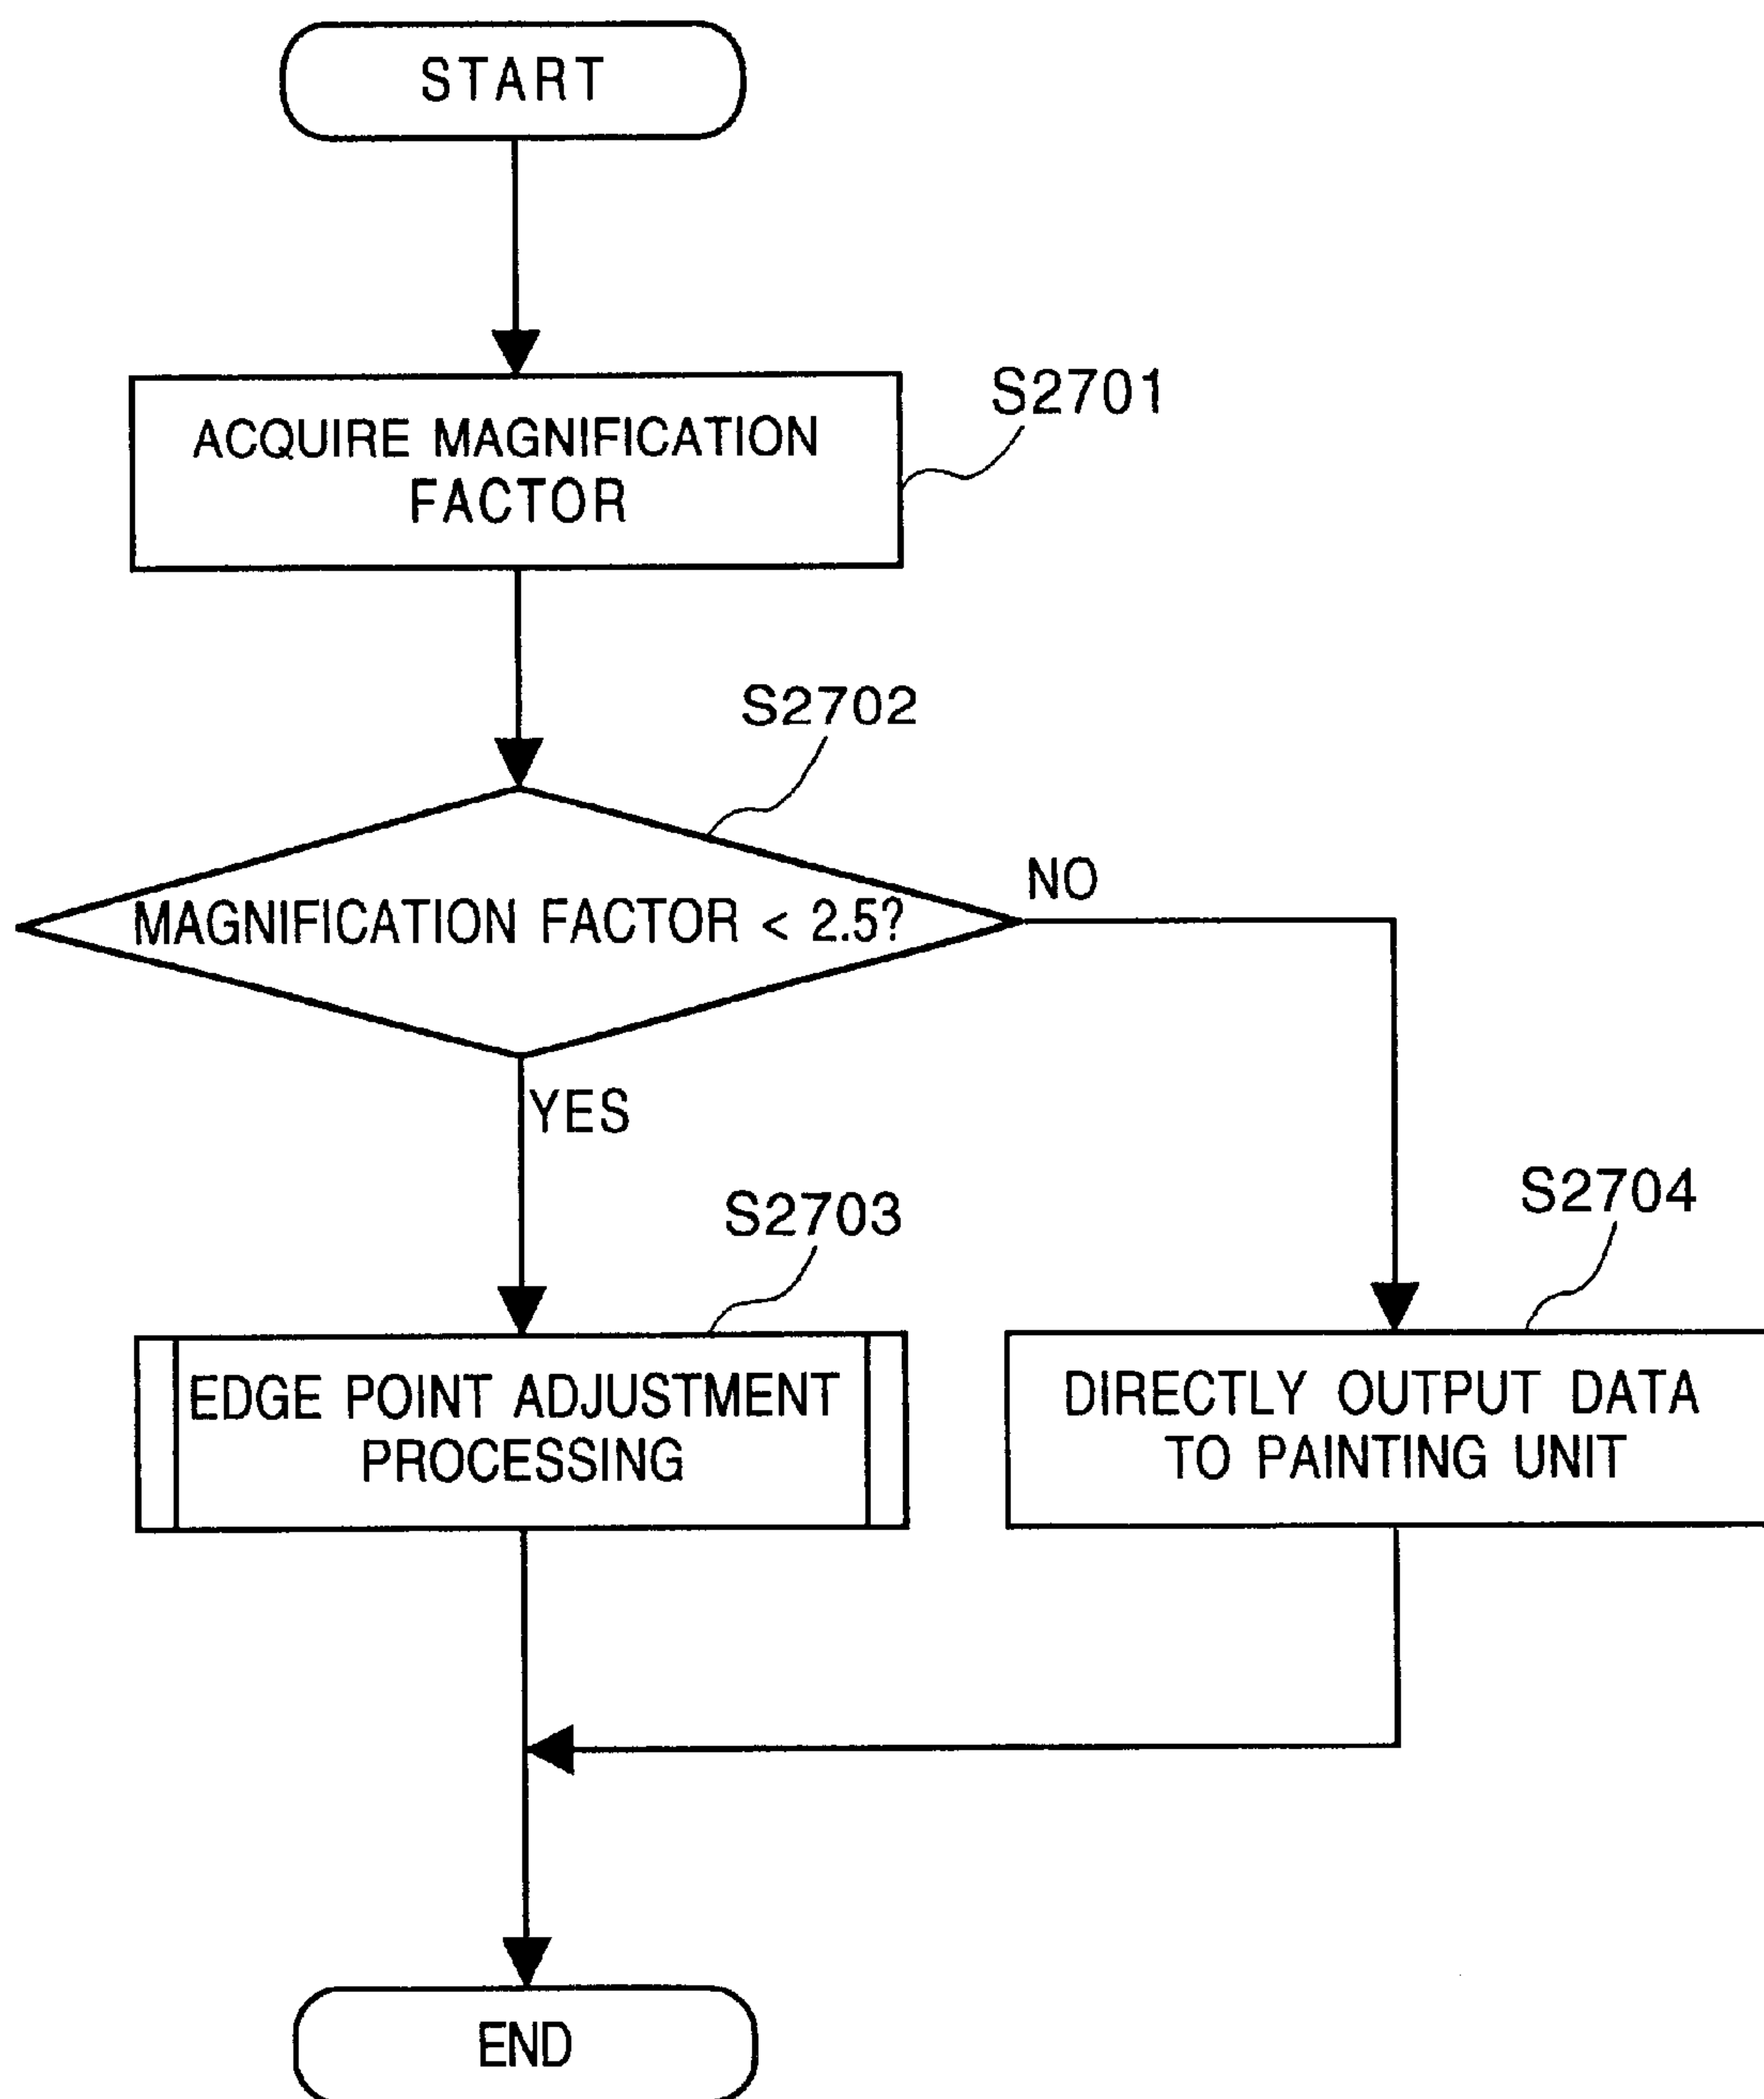 START
ACQUIRE MAGNIFICATION
FACTOR
S2701
S2702
MAGNIFICATION FACTOR < 2.5?
NO
YES
S2703
EDGE POINT ADJUSTMENT
PROCESSING
S2704
DIRECTLY OUTPUT DATA
TO PAINTING UNIT
END